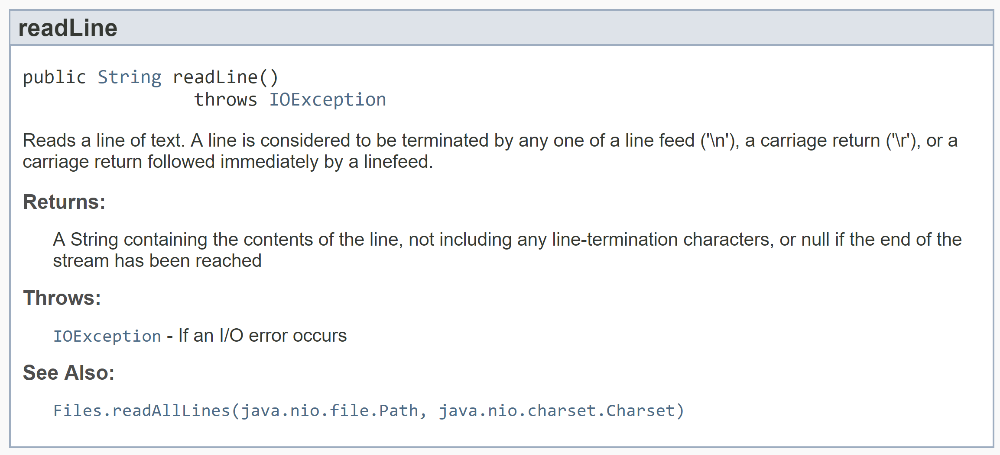 readLine
public String readLine()
throws IOException
Reads a line of text. A line is considered to be terminated by any one of a line feed ('\n'), a carriage return ('\r'), or a
carriage return followed immediately by a linefeed.
Returns:
A String containing the contents of the line, not including any line-termination characters, or null if the end of the
stream has been reached
Throws:
IOException - If an I/O error occurs
See Also:
Files.readAllLines(java.nio.file.Path, java.nio.charset.Charset)